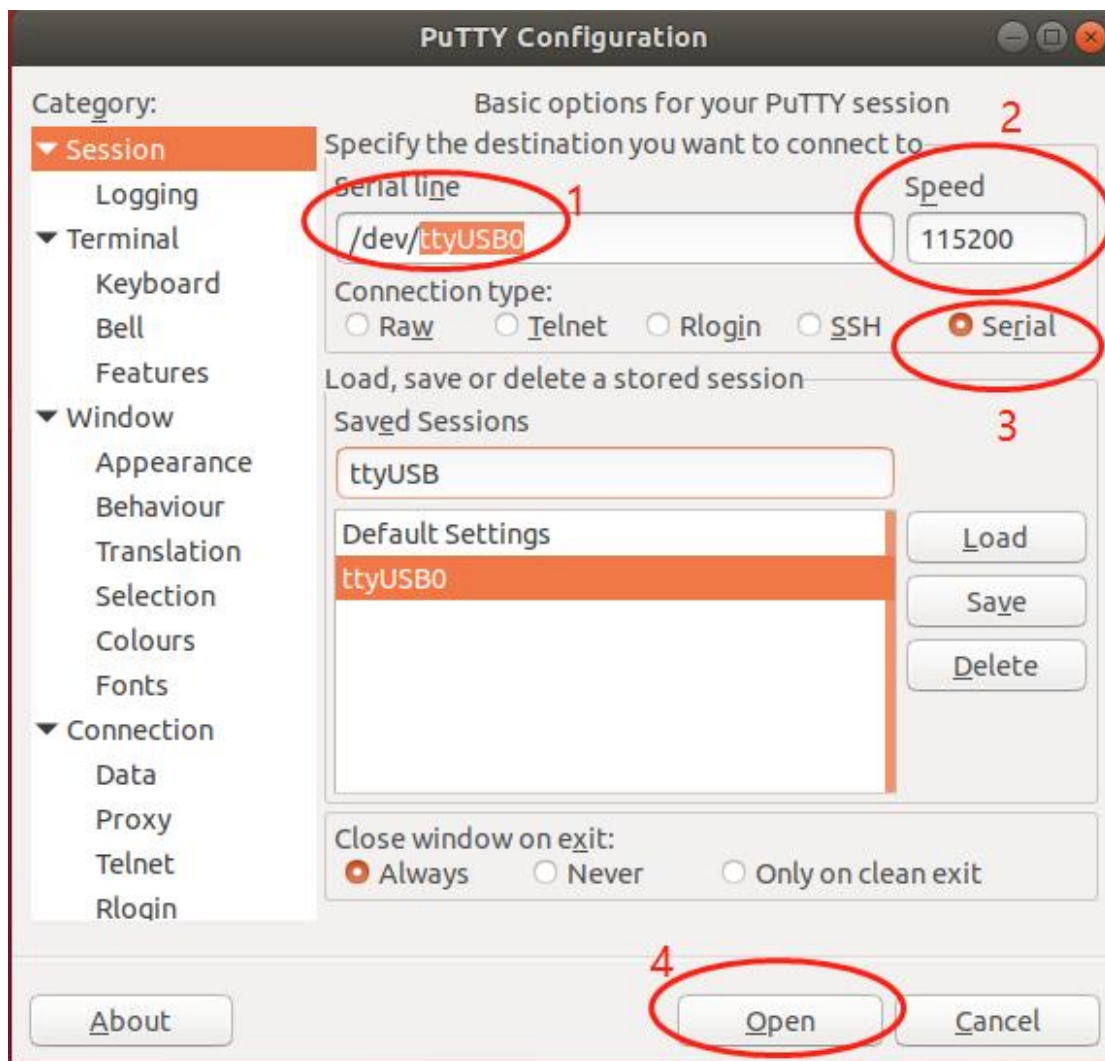 PuTTY Configuration
Category:
Session
Logging
Terminal
Keyboard
Bell
Features
Window
Appearance
Behaviour
Translation
Selection
Colours
Fonts
Connection
Data
Proxy
Telnet
Rlogin
Basic options for your PuTTY session
Specify the destination you want to connect to
Serial line
Speed
/dev/ttyUSB0
115200
1
2
Connection type:
Raw Telnet Rlogin SSH Serial
3
Load, save or delete a stored session
Saved Sessions
ttyUSB
Default Settings
ttyUSB0
Load
Save
Delete
Close window on exit:
Always Never Only on clean exit
4
About
Open
Cancel